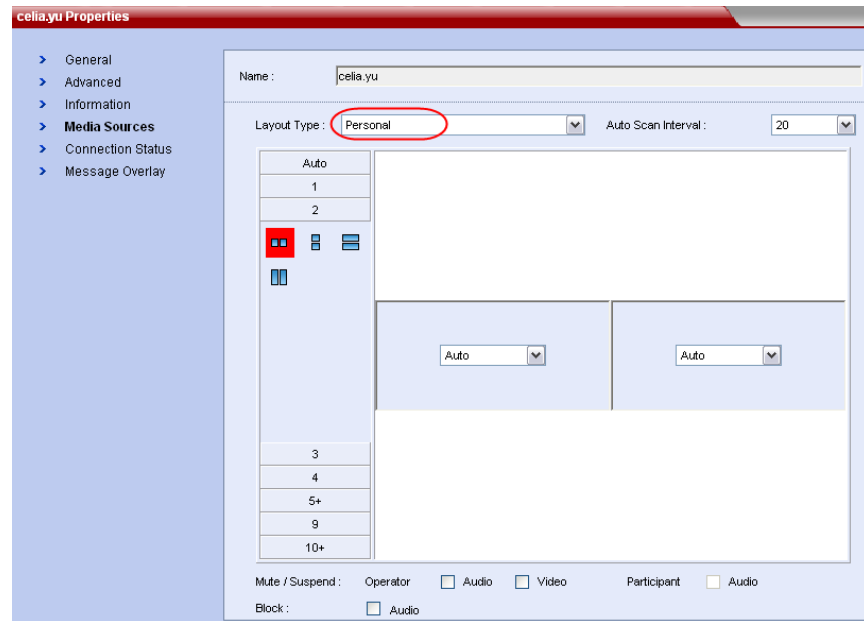 celia.yu Properties
General
Advanced
Information
Media Sources
Connection Status
Message Overlay
Name : celia.yu
Layout Type : Personal Auto Scan Interval : 20
Auto
1
2
Auto Auto
3
4
5+
9
10+
Mute / Suspend : Operator Audio Video Participant Audio
Block : Audio